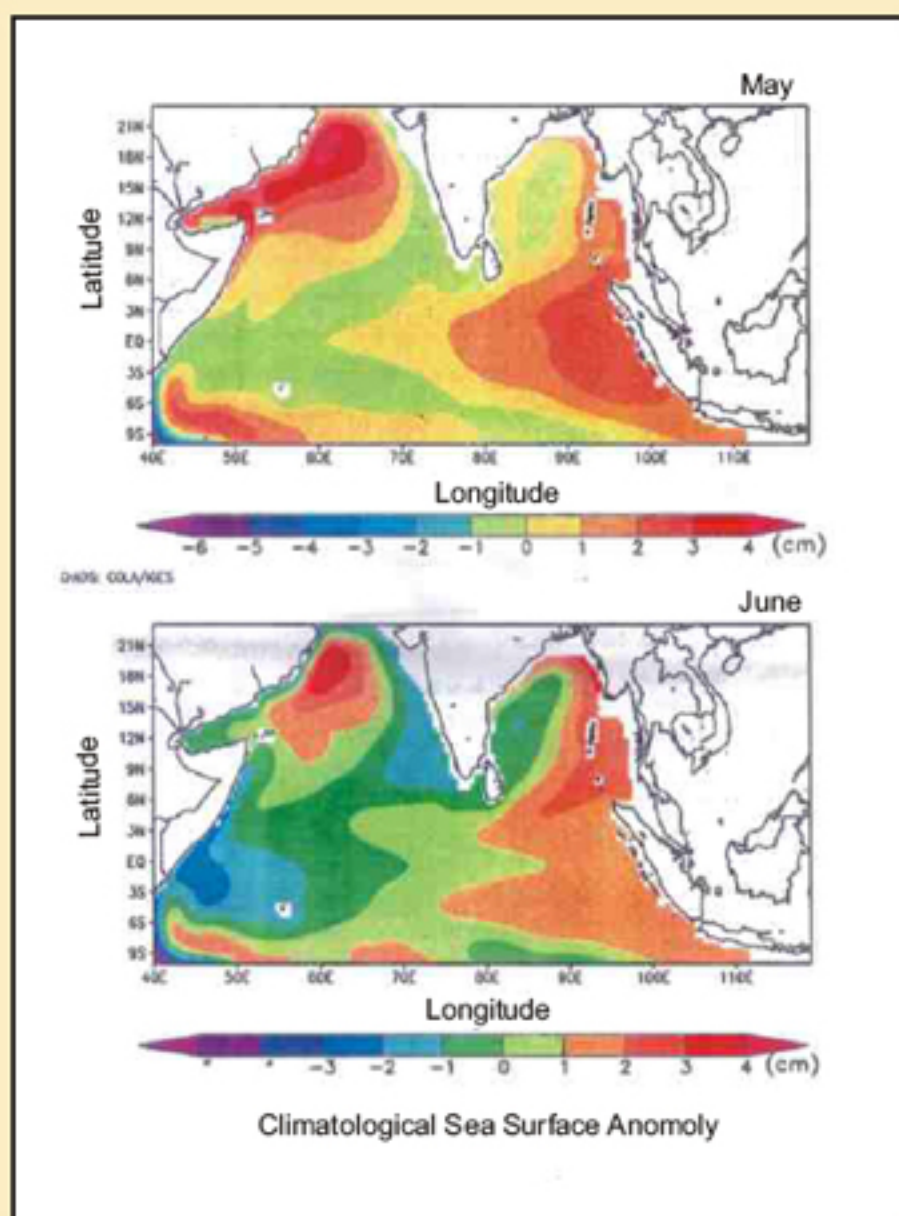 May
21N
18N
15N
12N
9N
6N
3N
EQ
3S
6S
9S
Latitude
40E 50E 60E 70E 80E 90E 100E 110E
Longitude
-6 -5 -4 -3 -2 -1 0 1 2 3 4 (cm)
GrADS: COLA/IGES
June
21N
18N
15N
12N
9N
6N
3N
EQ
3S
6S
9S
Latitude
40E 50E 60E 70E 80E 90E 100E 110E
Longitude
-3 -2 -1 0 1 2 3 4 (cm)
Climatological Sea Surface Anomoly